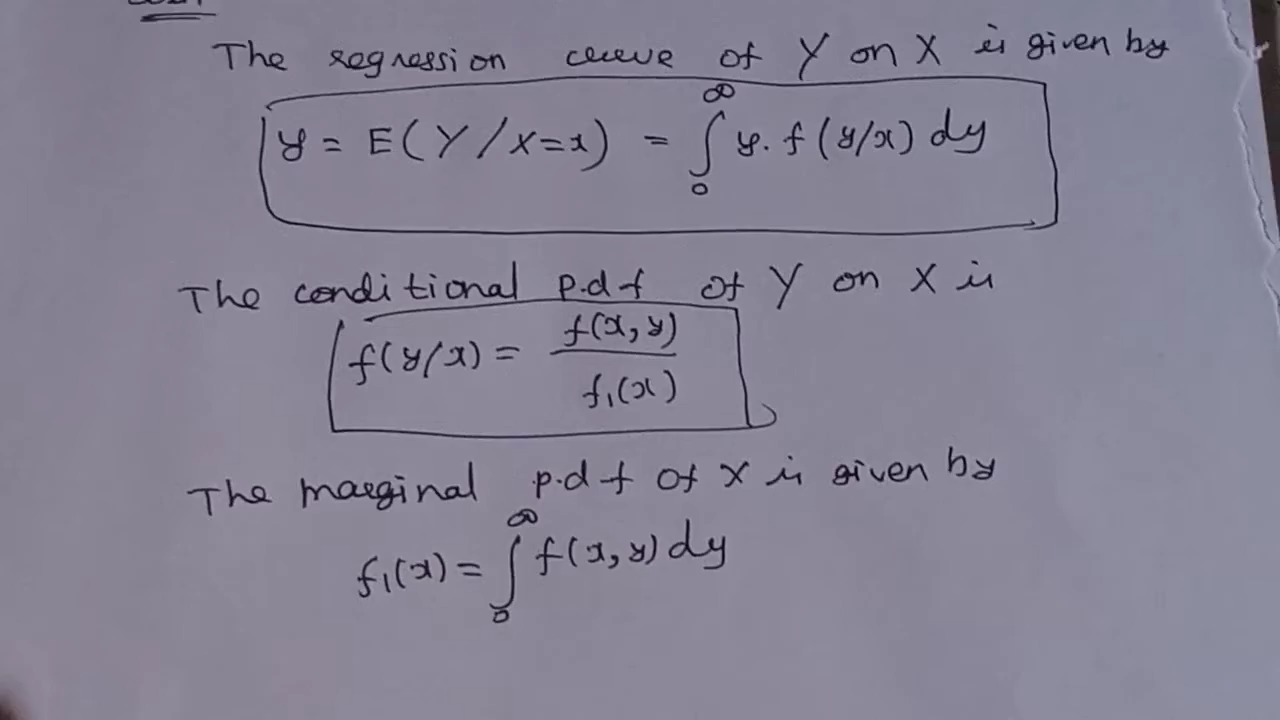 The regression curve of Y on X is given by
y = E(Y/X=x) = ∫₀^∞ y. f(y/x) dy
The conditional p.d.f of Y on X is
f(y/x) = f(x, y) / f₁(x)
The marginal p.d.f of X is given by
f₁(x) = ∫₀^∞ f(x, y) dy